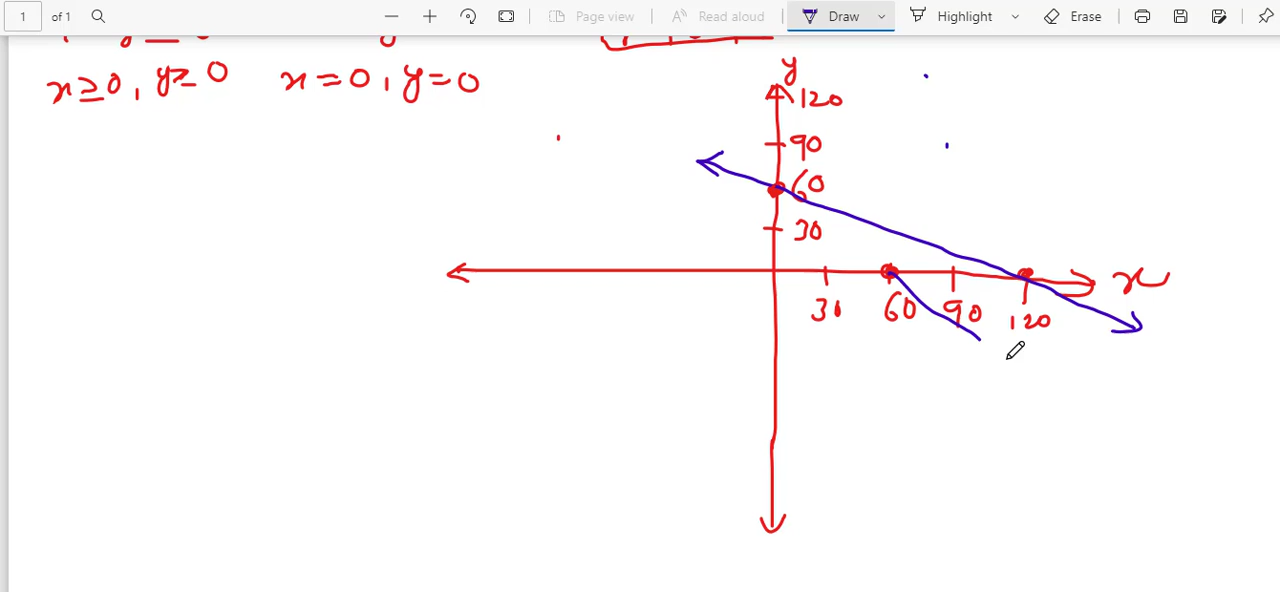 1 of 1 Page view Read aloud Draw Highlight Erase
x ≥ 0, y ≥ 0 x = 0, y = 0
y
120
90
60
30
x
30 60 90 120